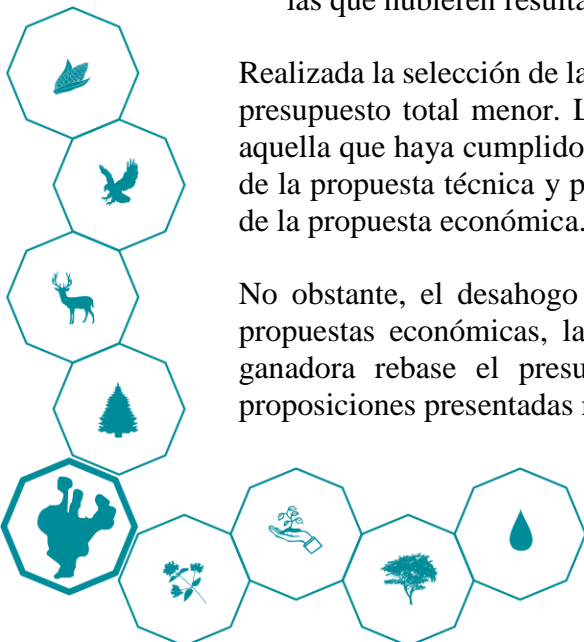 las que hubieren resulta
Realizada la selección de la
presupuesto total menor. L
aquella que haya cumplido
de la propuesta técnica y p
de la propuesta económica.
No obstante, el desahogo
propuestas económicas, la
ganadora rebase el presu
proposiciones presentadas